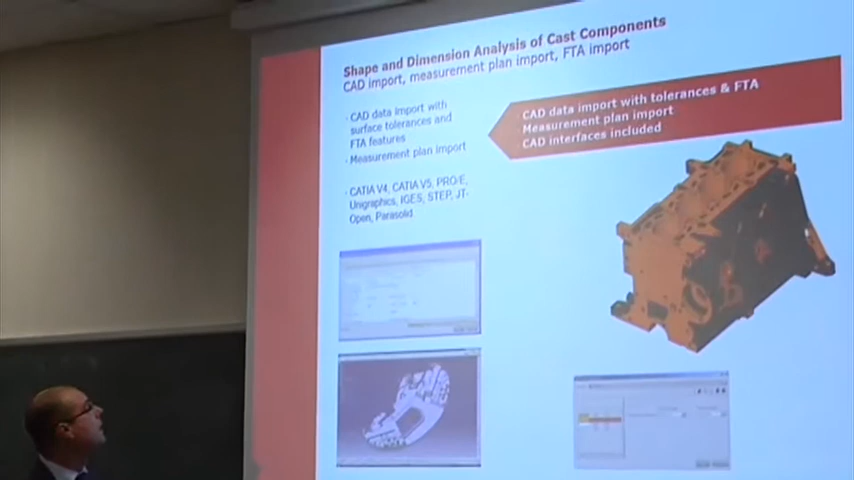 Shape and Dimension Analysis of Cast Components
CAD import, measurement plan import, FTA import
· CAD data import with
surface tolerances and
FTA features
· Measurement plan import
· CATIA V4, CATIA V5, PRO/E,
Unigraphics, IGES, STEP, JT-
Open, Parasolid
CAD data import with tolerances & FTA
Measurement plan import
CAD interfaces included